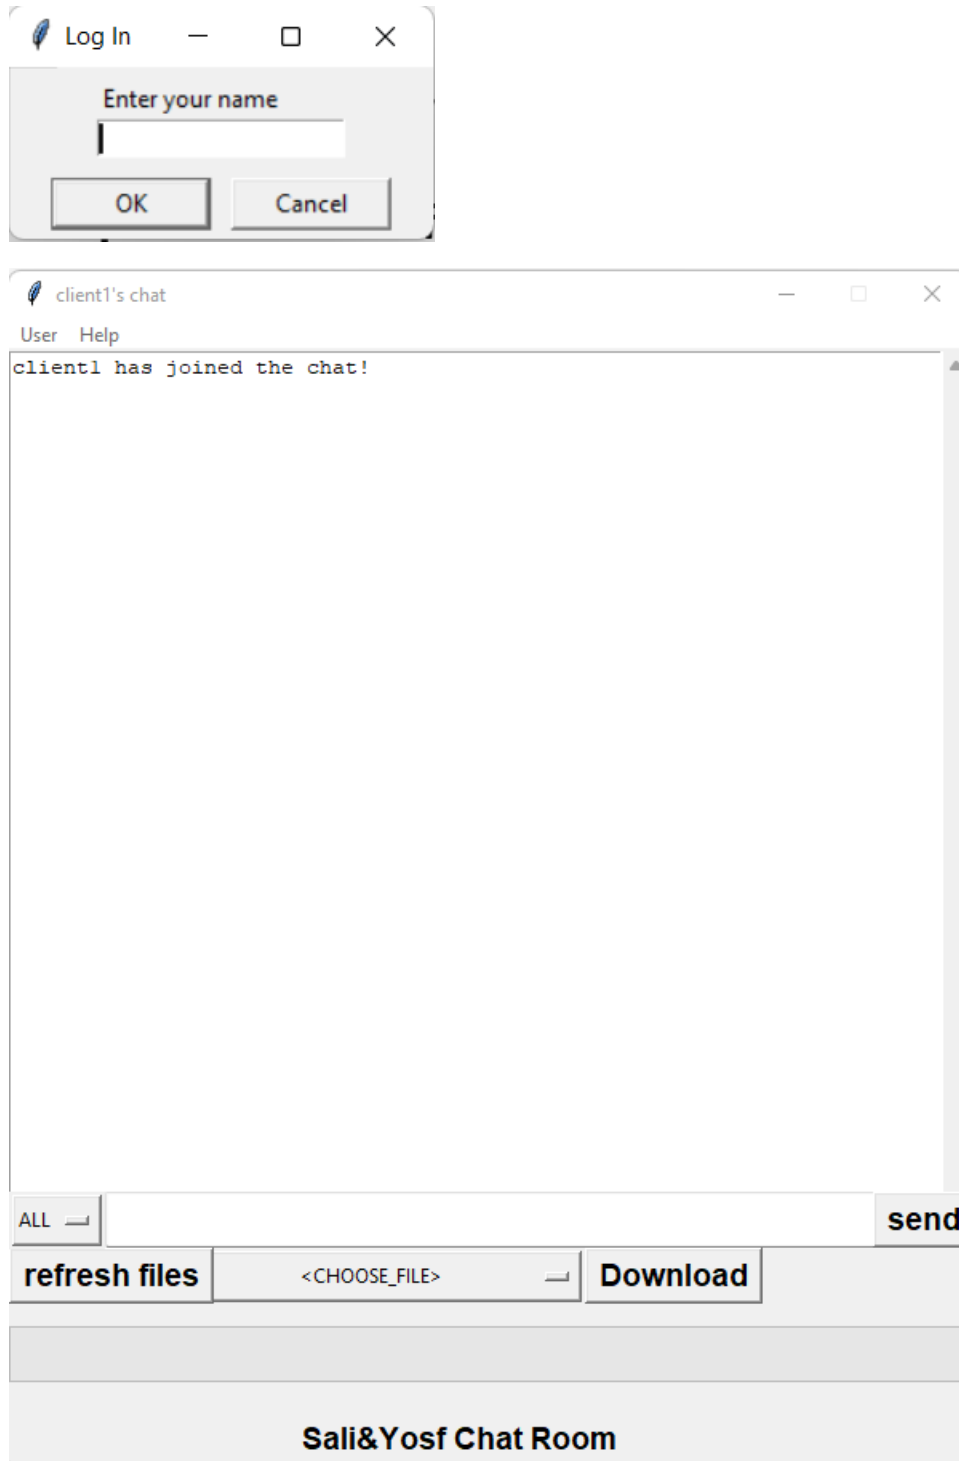 Log In
Enter your name
OK Cancel
client1's chat
User Help
client1 has joined the chat!
ALL send
refresh files <CHOOSE_FILE> Download
Sali&Yosf Chat Room